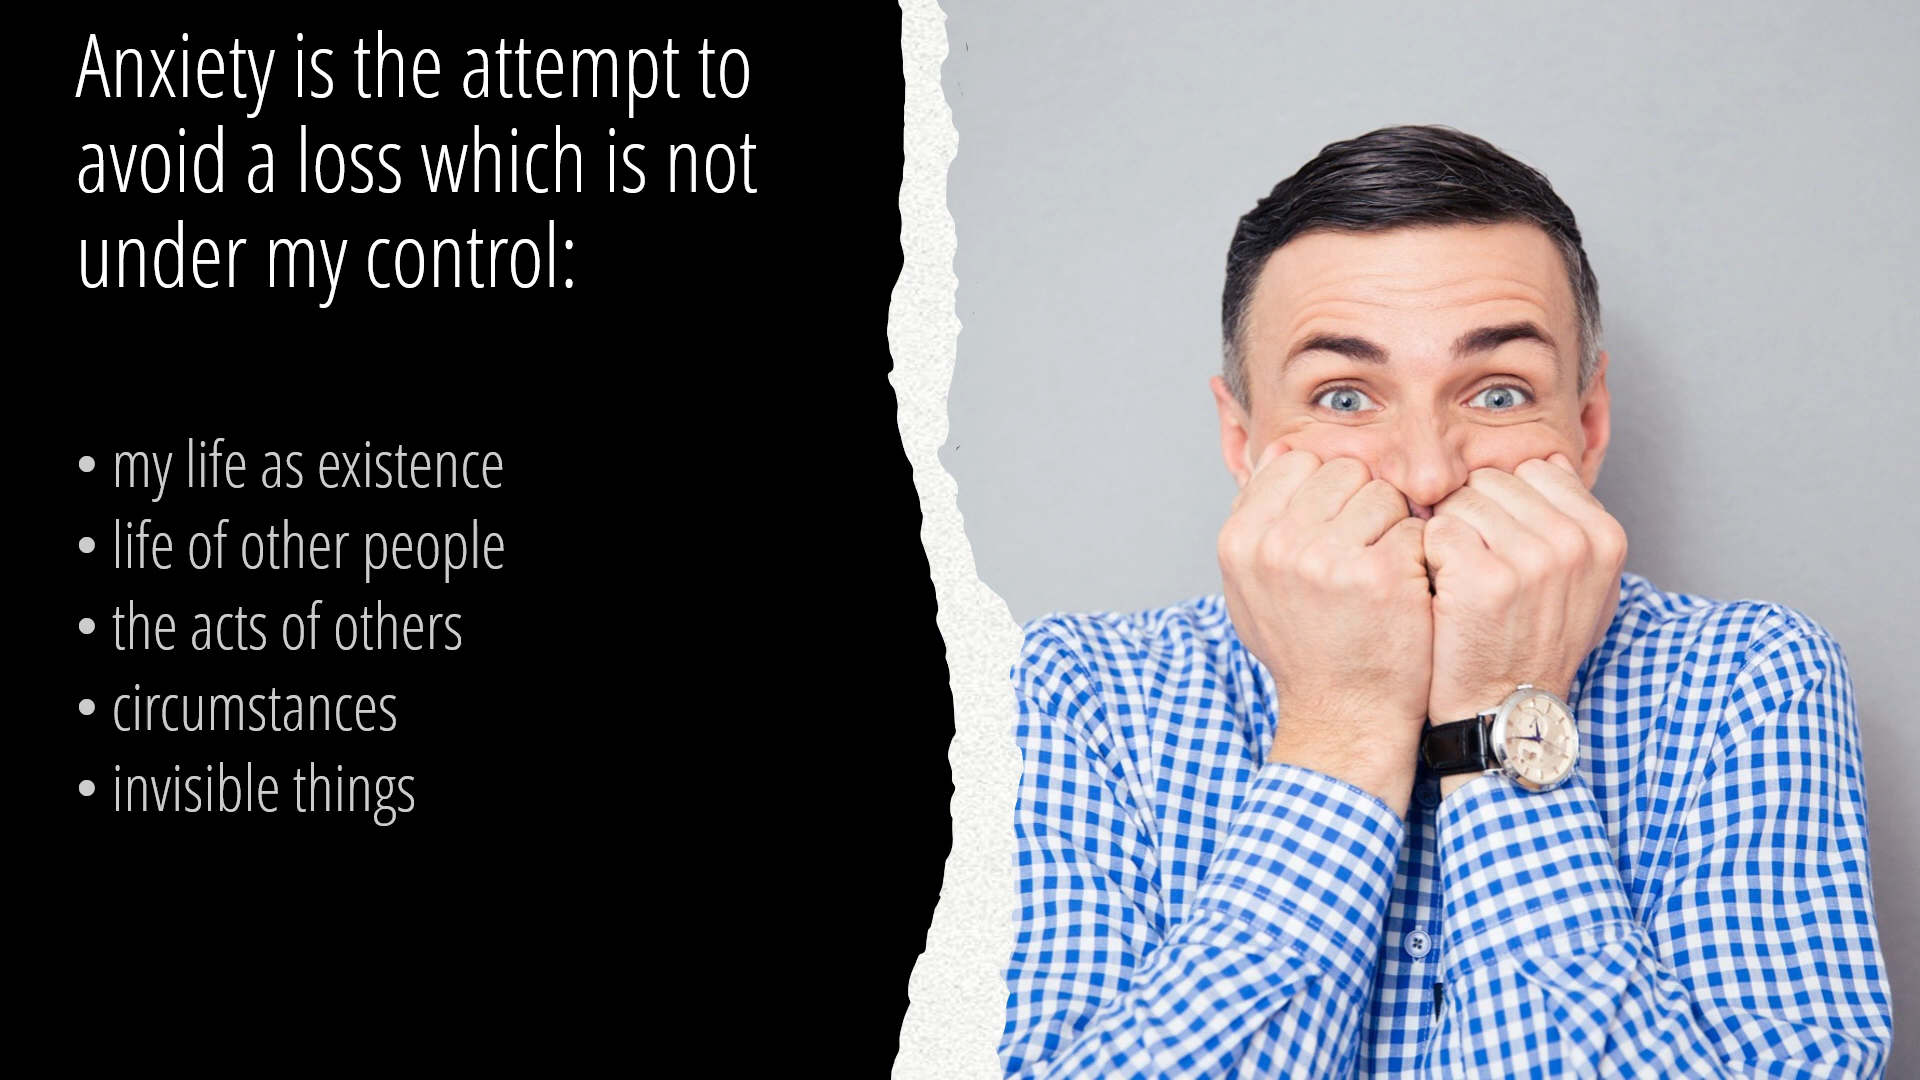 Anxiety is the attempt to
avoid a loss which is not
under my control:
• my life as existence
• life of other people
• the acts of others
• circumstances
• invisible things